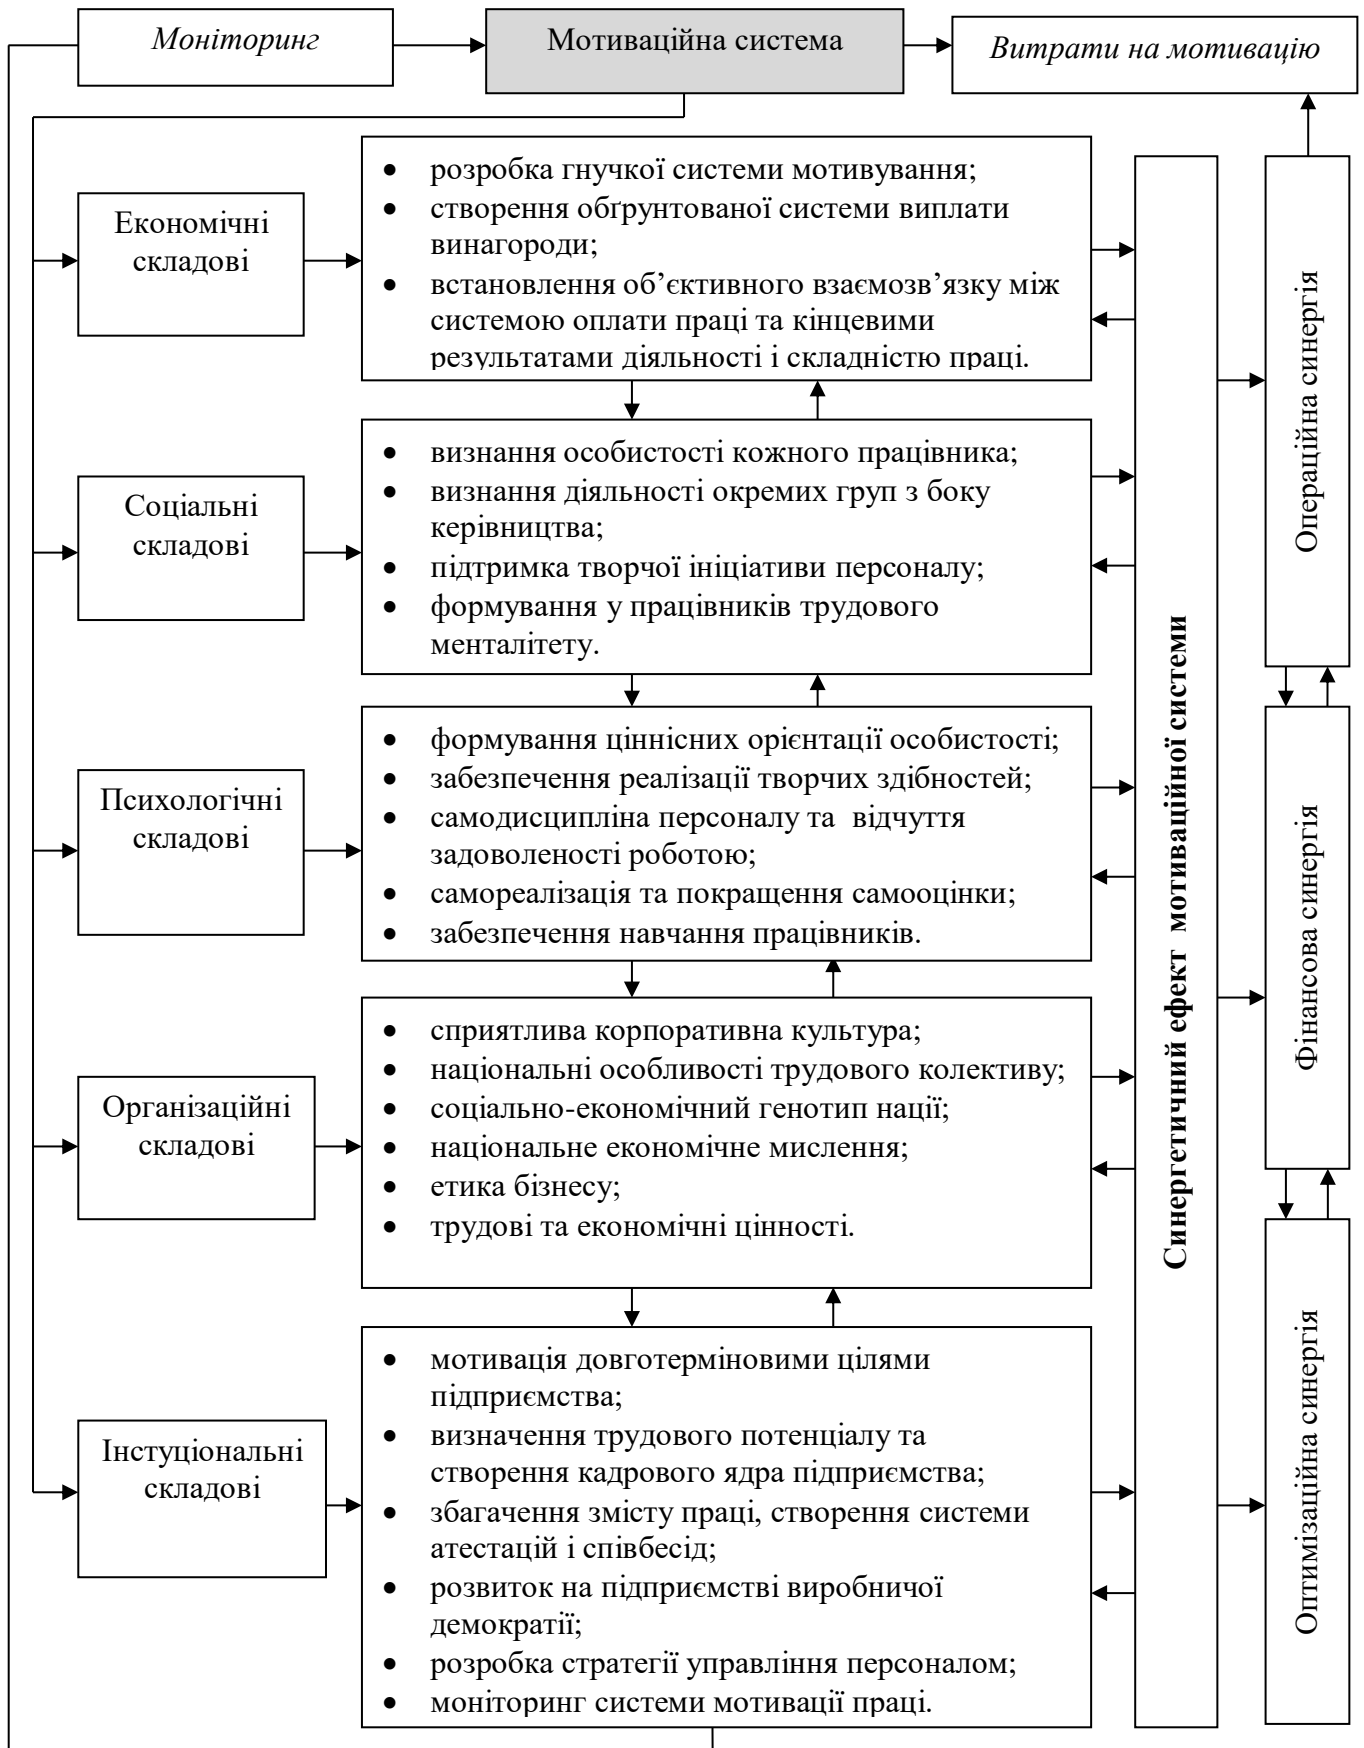 Моніторинг
Мотиваційна система
Витрати на мотивацію
Економічні
складові
• розробка гнучкої системи мотивування;
• створення обґрунтованої системи виплати
винагороди;
• встановлення об’єктивного взаємозв’язку між
системою оплати праці та кінцевими
результатами діяльності і складністю праці.
Соціальні
складові
• визнання особистості кожного працівника;
• визнання діяльності окремих груп з боку
керівництва;
• підтримка творчої ініціативи персоналу;
• формування у працівників трудового
менталітету.
Психологічні
складові
• формування ціннісних орієнтації особистості;
• забезпечення реалізації творчих здібностей;
• самодисципліна персоналу та відчуття
задоволеності роботою;
• самореалізація та покращення самооцінки;
• забезпечення навчання працівників.
Організаційні
складові
• сприятлива корпоративна культура;
• національні особливості трудового колективу;
• соціально-економічний генотип нації;
• національне економічне мислення;
• етика бізнесу;
• трудові та економічні цінності.
Інстуціональні
складові
• мотивація довготерміновими цілями
підприємства;
• визначення трудового потенціалу та
створення кадрового ядра підприємства;
• збагачення змісту праці, створення системи
атестацій і співбесід;
• розвиток на підприємстві виробничої
демократії;
• розробка стратегії управління персоналом;
• моніторинг системи мотивації праці.
Синергетичний ефект мотиваційної системи
Операційна синергія
Фінансова синергія
Оптимізаційна синергія